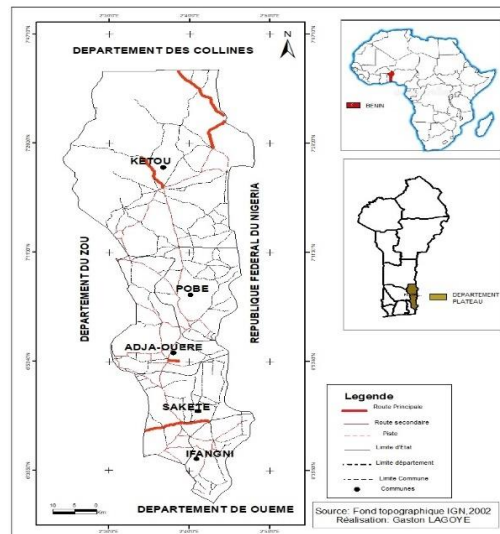 DEPARTEMENT DES COLLINES
N
KETOU
DEPARTEMENT DU ZOU
REPUBLIQUE FEDERAL DU NIGERIA
POBE
ADJA-OUERE
SAKETE
IFANGNI
DEPARTEMENT DE OUEME
Km
BENIN
DEPARTEMENT
PLATEAU
Legende
Route Principale
Route secondaire
Piste
Limite d'Etat
Limite département
Limite Commune
Communes
Source: Fond topographique IGN,2002
Réalisation: Gaston LAGOYE